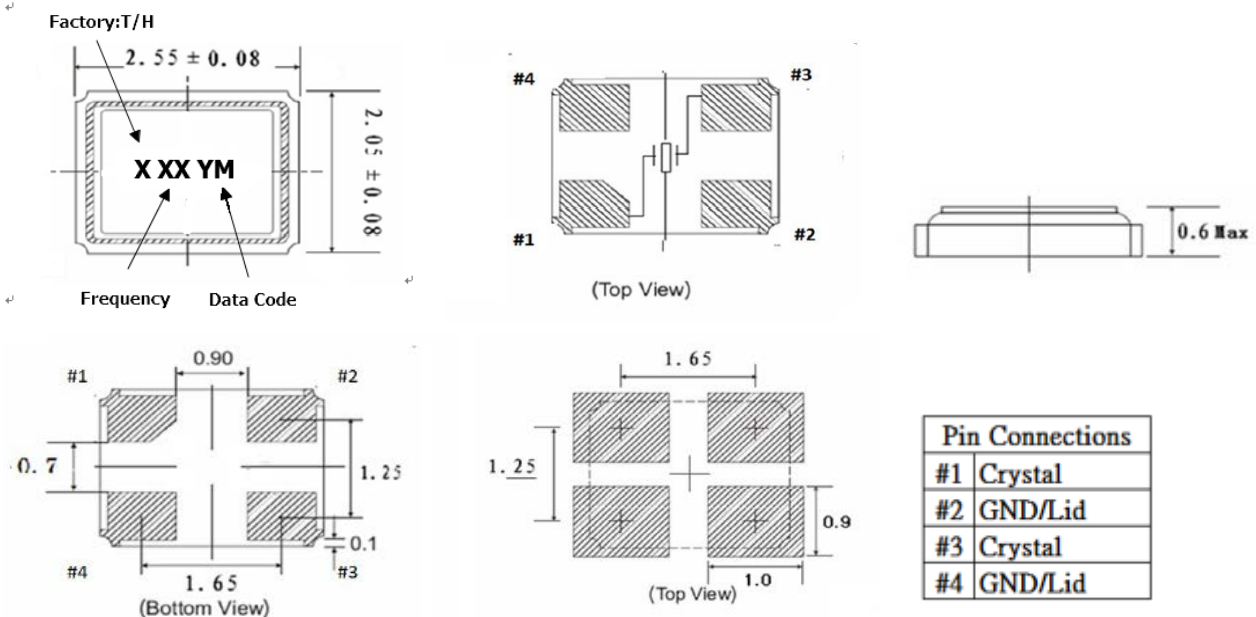 Factory:T/H
2.55 ± 0.08
X XX YM
2.05 ± 0.08
Frequency
Data Code
#4
#3
#1
#2
(Top View)
0.6 Max
#1
0.90
#2
0.7
1.25
0.1
#4
1.65
#3
(Bottom View)
1.65
1.25
0.9
1.0
(Top View)
Pin Connections
#1 Crystal
#2 GND/Lid
#3 Crystal
#4 GND/Lid